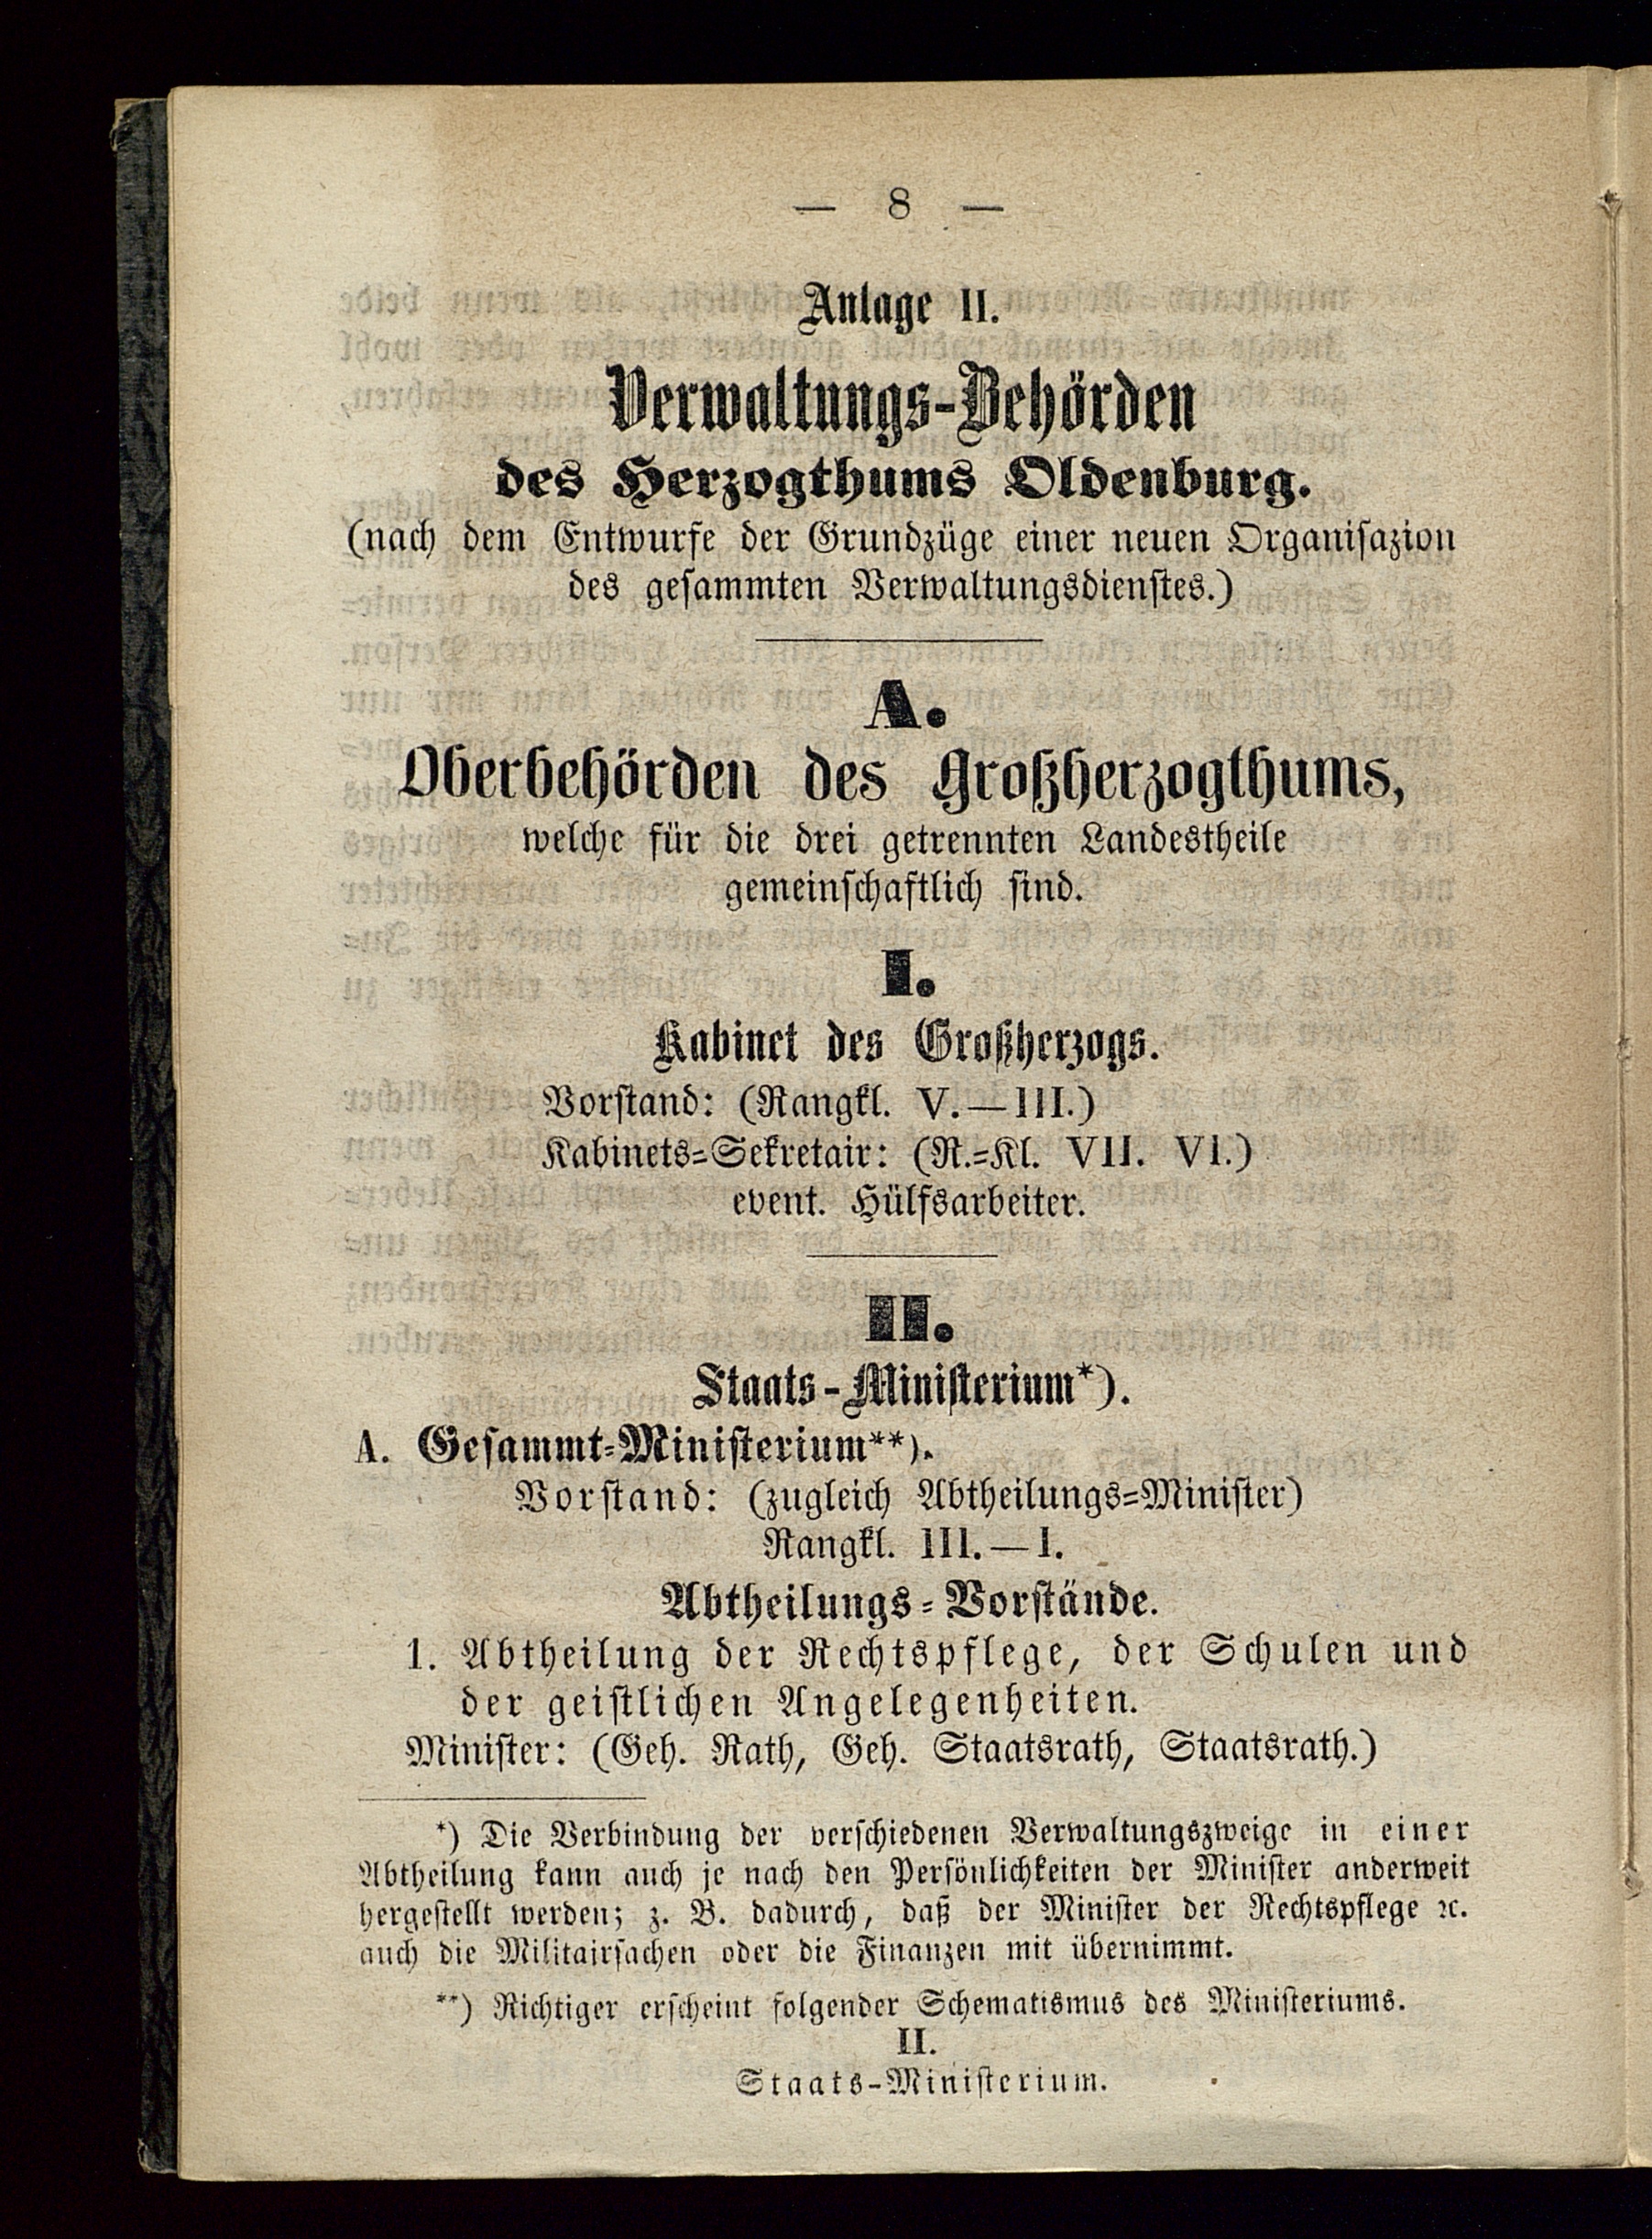 — 8 —
Anlage II.
Verwaltungs-Behörden
des Herzogthums Oldenburg.
(nach dem Entwurfe der Grundzüge einer neuen Organisazion
des gesammten Verwaltungsdienstes.)
A.
Oberbehörden des Großherzogthums,
welche für die drei getrennten Landestheile
gemeinschaftlich sind.
I.
Kabinet des Großherzogs.
Vorstand: (Rangkl. V.—III.)
Kabinets-Sekretair: (R.-Kl. VII. VI.)
event. Hülfsarbeiter.
II.
Staats-Ministerium*).
A. Gesammt-Ministerium**).
Vorstand: (zugleich Abtheilungs-Minister)
Rangkl. III.—I.
Abtheilungs-Vorstände.
1. Abtheilung der Rechtspflege, der Schulen und
der geistlichen Angelegenheiten.
Minister: (Geh. Rath, Geh. Staatsrath, Staatsrath.)
*) Die Verbindung der verschiedenen Verwaltungszweige in einer
Abtheilung kann auch je nach den Persönlichkeiten der Minister anderweit
hergestellt werden; z. B. dadurch, daß der Minister der Rechtspflege ꝛc.
auch die Militairsachen oder die Finanzen mit übernimmt.
**) Richtiger erscheint folgender Schematismus des Ministeriums.
II.
Staats-Ministerium.